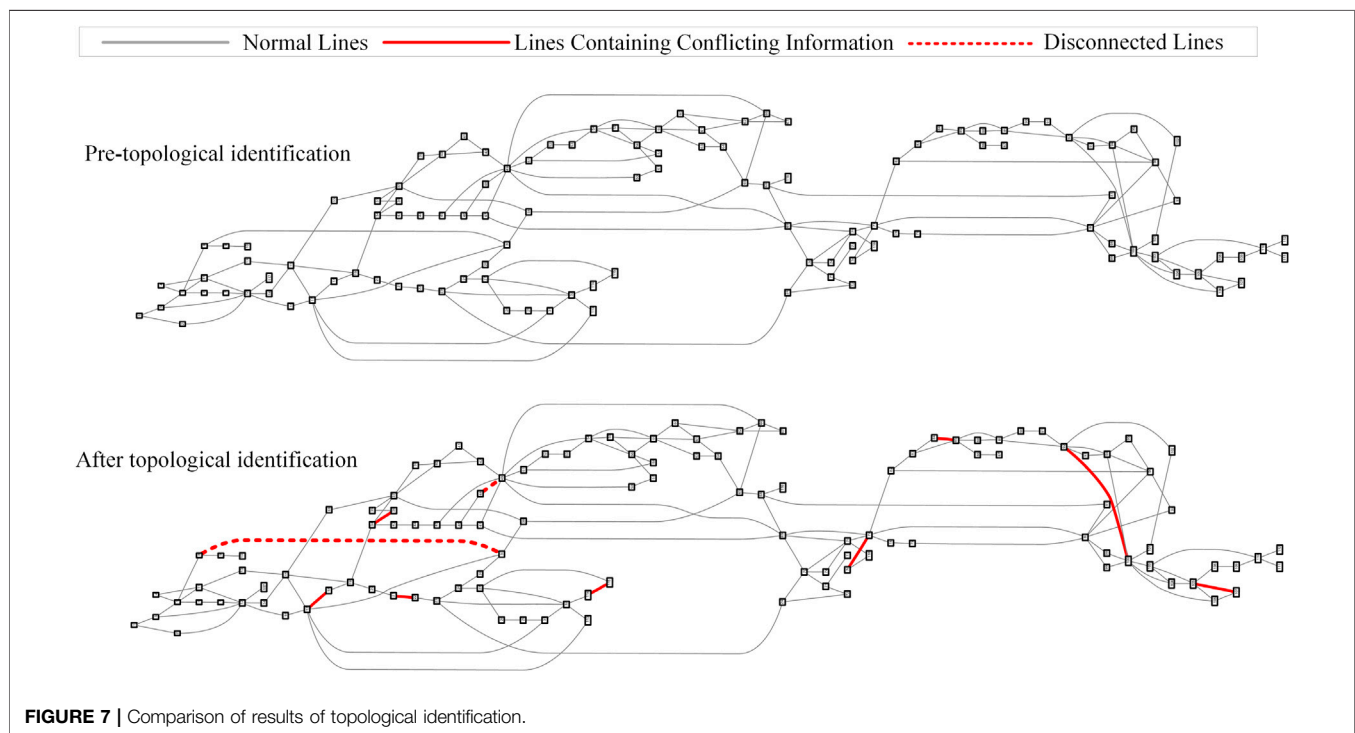 Normal Lines Lines Containing Conflicting Information Disconnected Lines
Pre-topological identification
After topological identification
FIGURE 7 | Comparison of results of topological identification.